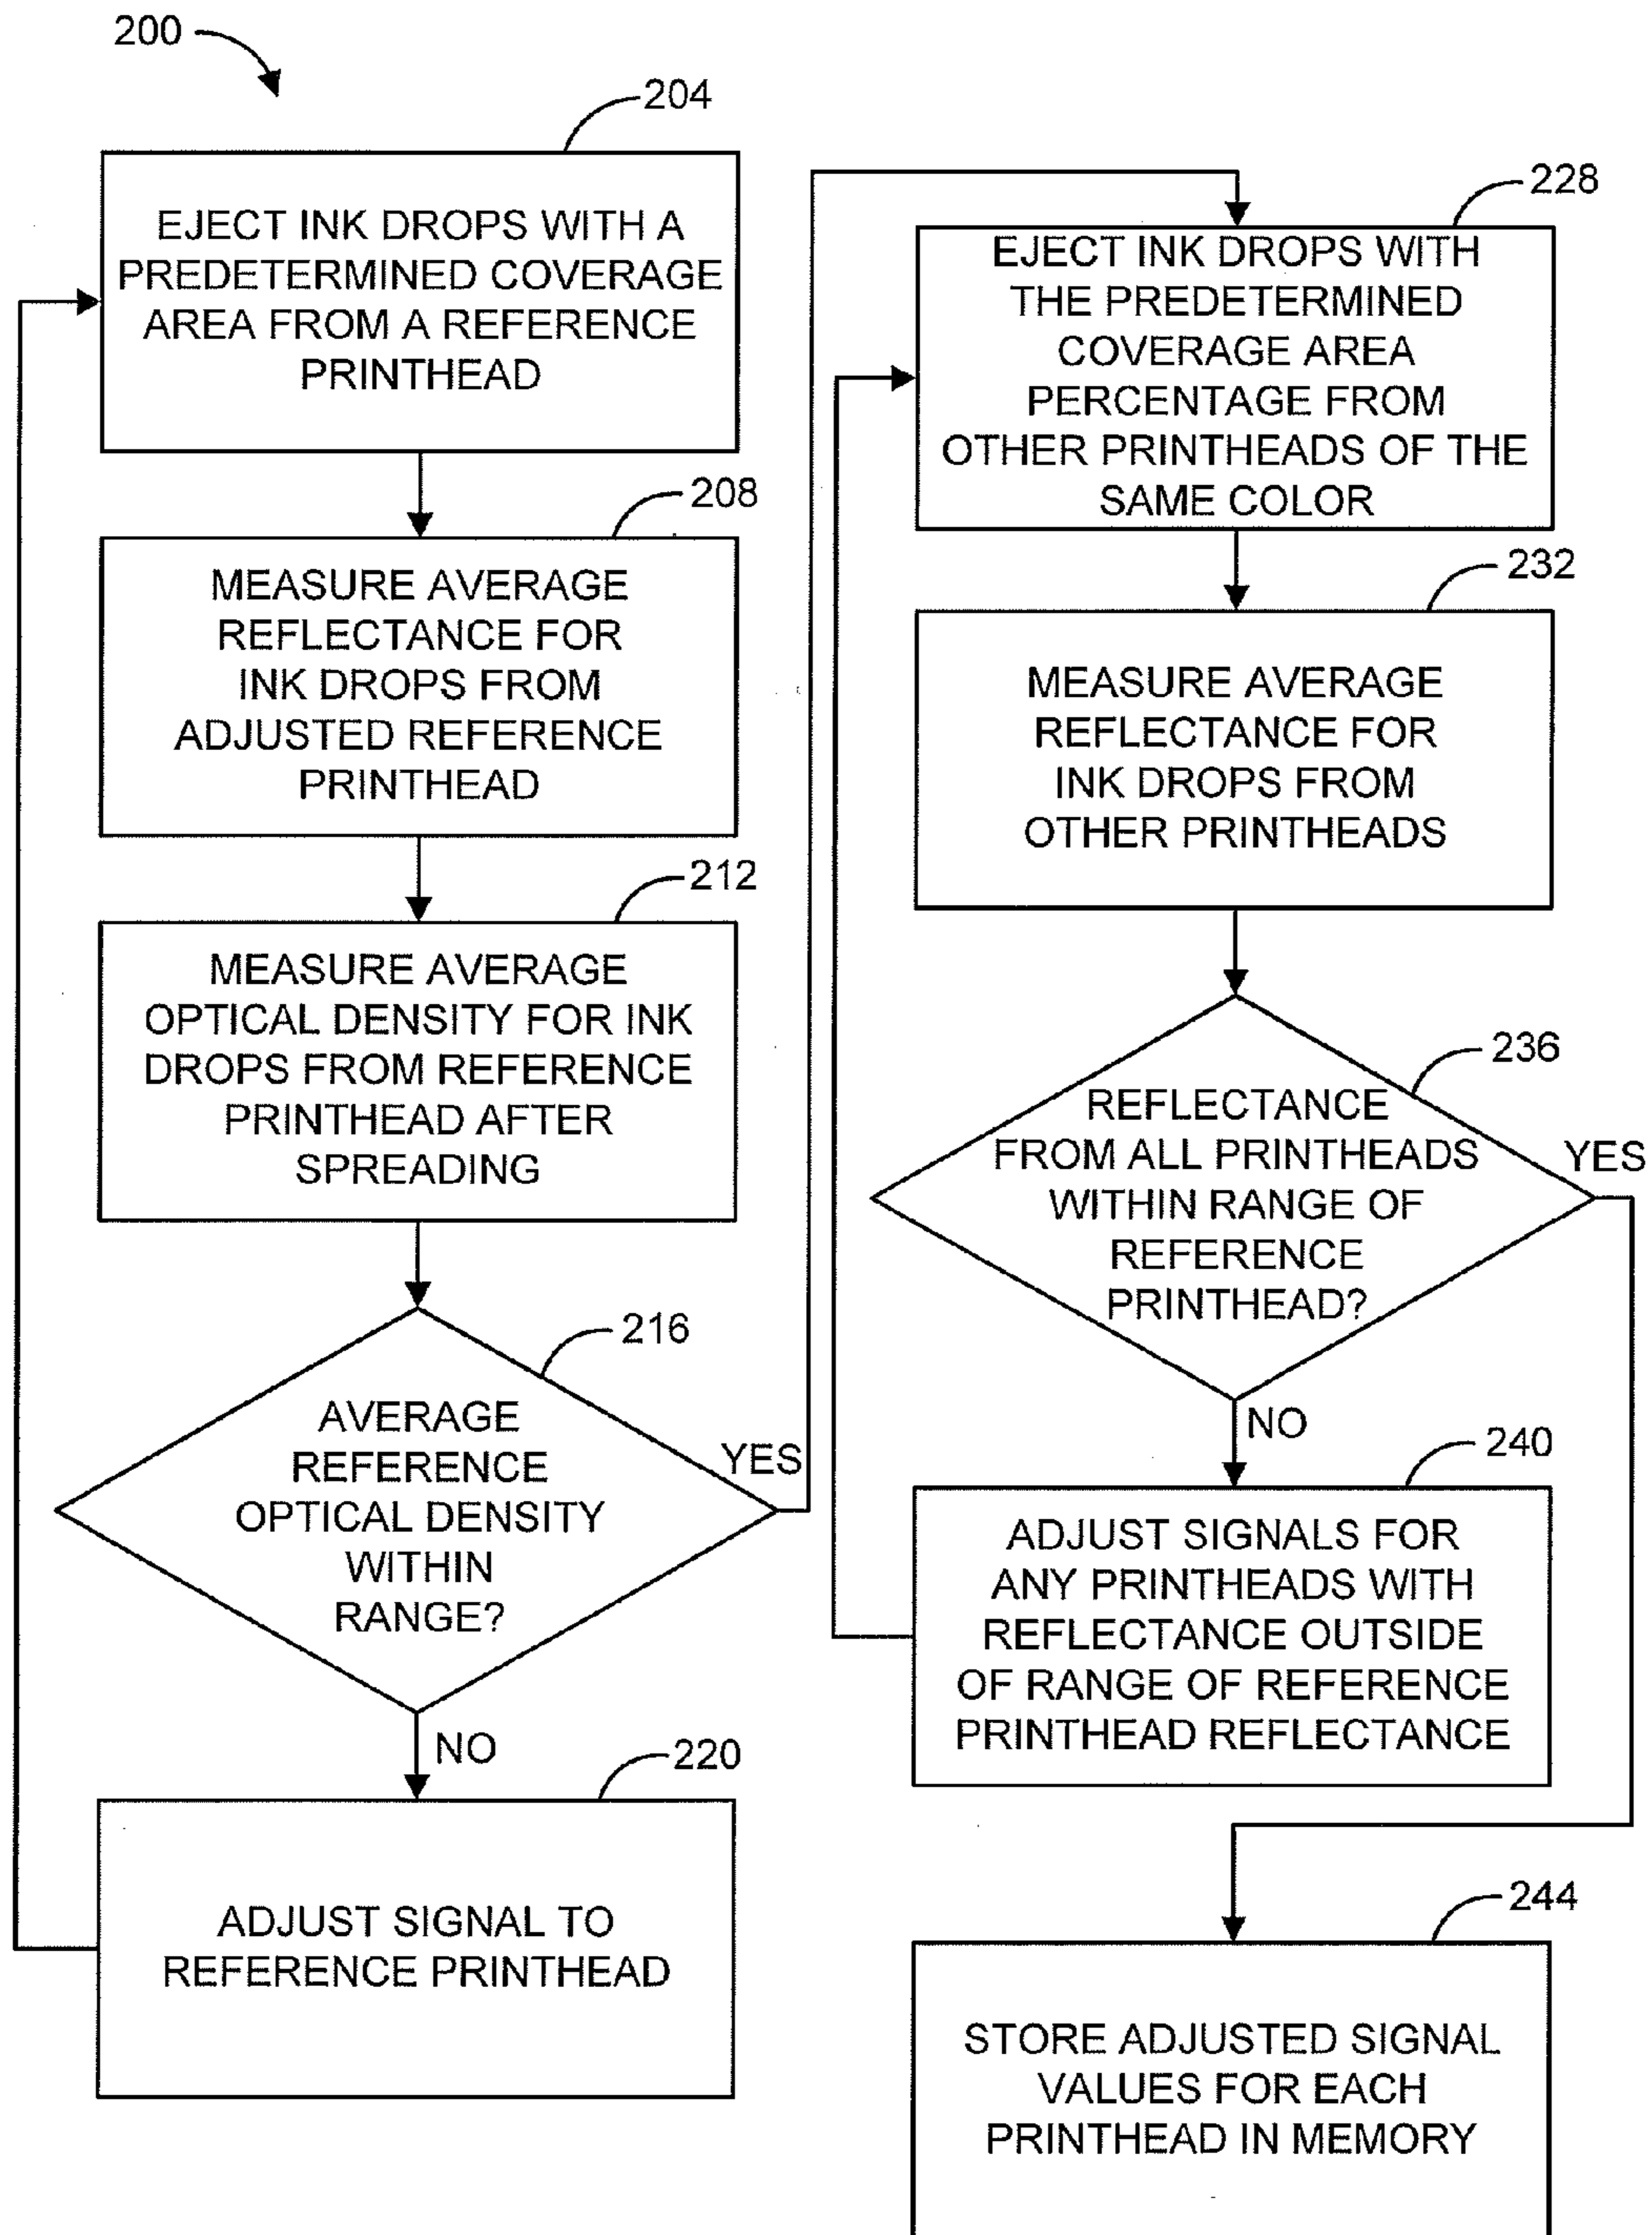 200
204
EJECT INK DROPS WITH A
PREDETERMINED COVERAGE
AREA FROM A REFERENCE
PRINTHEAD
208
MEASURE AVERAGE
REFLECTANCE FOR
INK DROPS FROM
ADJUSTED REFERENCE
PRINTHEAD
212
MEASURE AVERAGE
OPTICAL DENSITY FOR INK
DROPS FROM REFERENCE
PRINTHEAD AFTER
SPREADING
216
AVERAGE
REFERENCE
OPTICAL DENSITY
WITHIN
RANGE?
YES
NO
220
ADJUST SIGNAL TO
REFERENCE PRINTHEAD
228
EJECT INK DROPS WITH
THE PREDETERMINED
COVERAGE AREA
PERCENTAGE FROM
OTHER PRINTHEADS OF THE
SAME COLOR
232
MEASURE AVERAGE
REFLECTANCE FOR
INK DROPS FROM
OTHER PRINTHEADS
236
REFLECTANCE
FROM ALL PRINTHEADS
WITHIN RANGE OF
REFERENCE
PRINTHEAD?
YES
NO
240
ADJUST SIGNALS FOR
ANY PRINTHEADS WITH
REFLECTANCE OUTSIDE
OF RANGE OF REFERENCE
PRINTHEAD REFLECTANCE
244
STORE ADJUSTED SIGNAL
VALUES FOR EACH
PRINTHEAD IN MEMORY